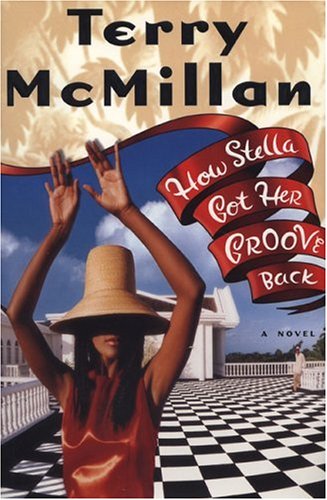 Terry
McMillan
How Stella
Got Her
GROOVE
Back
A NOVEL